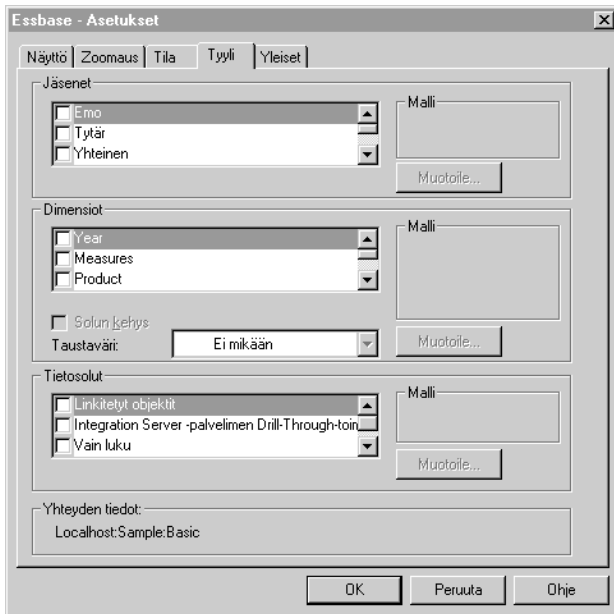 Essbase - Asetukset
Näyttö
Zoomaus
Tila
Tyyli
Yleiset
Jäsenet
Emo
Tytär
Yhteinen
Malli
Muotoile...
Dimensiot
Year
Measures
Product
Malli
Solun kehys
Taustaväri:
Ei mikään
Muotoile...
Tietosolut
Linkitetyt objektit
Integration Server -palvelimen Drill-Through-toin
Vain luku
Malli
Muotoile...
Yhteyden tiedot:
Localhost:Sample:Basic
OK
Peruuta
Ohje